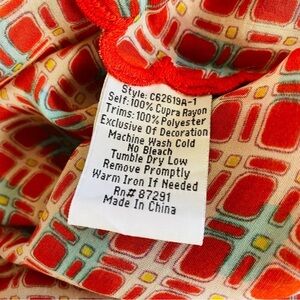 Style: C62619A-1
Self:100% Cupra Rayon
Trims:100% Polyester
Exclusive Of Decoration
Machine Wash Cold
No Bleach
Tumble Dry Low
Remove Promptly
Warm Iron If Needed
Rn# 87291
Made In China